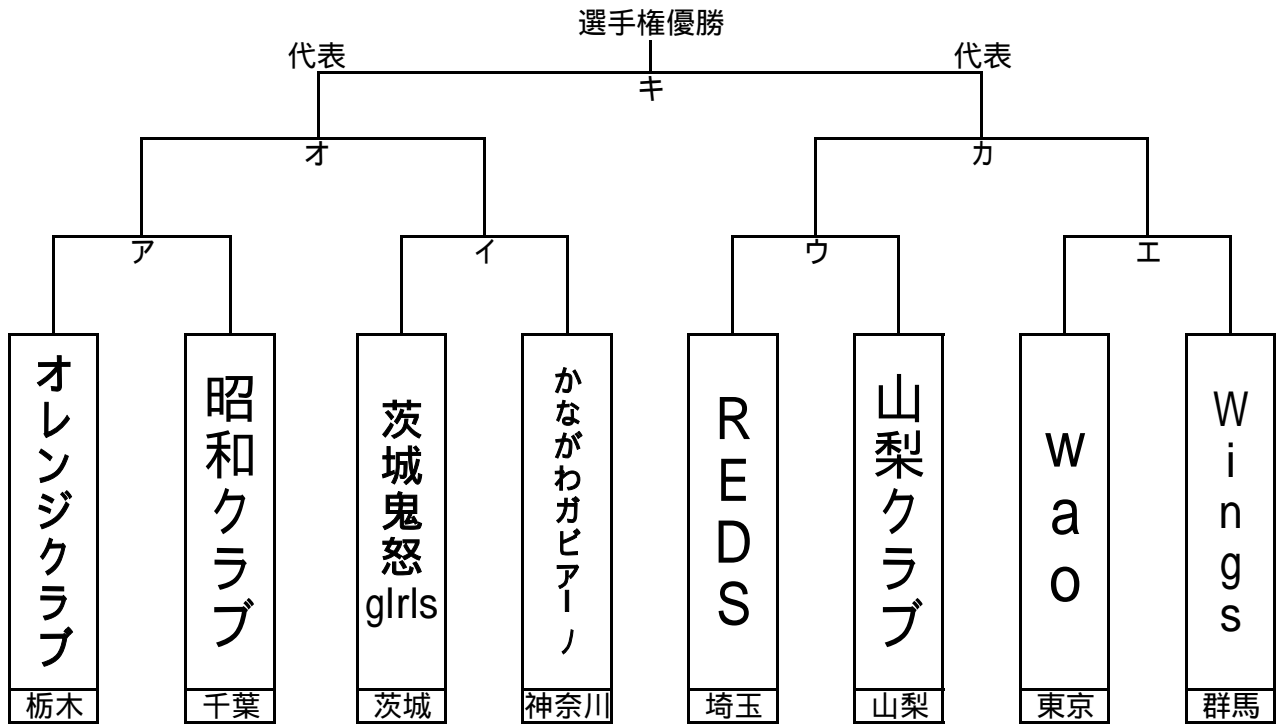 選手権優勝
代表
代表
キ
オ
カ
ア
イ
ウ
エ
オレンジクラブ
昭和クラブ
茨城鬼怒
gIrls
かながわガビアーノ
REDS
山梨クラブ
wao
Wings
栃木
千葉
茨城
神奈川
埼玉
山梨
東京
群馬